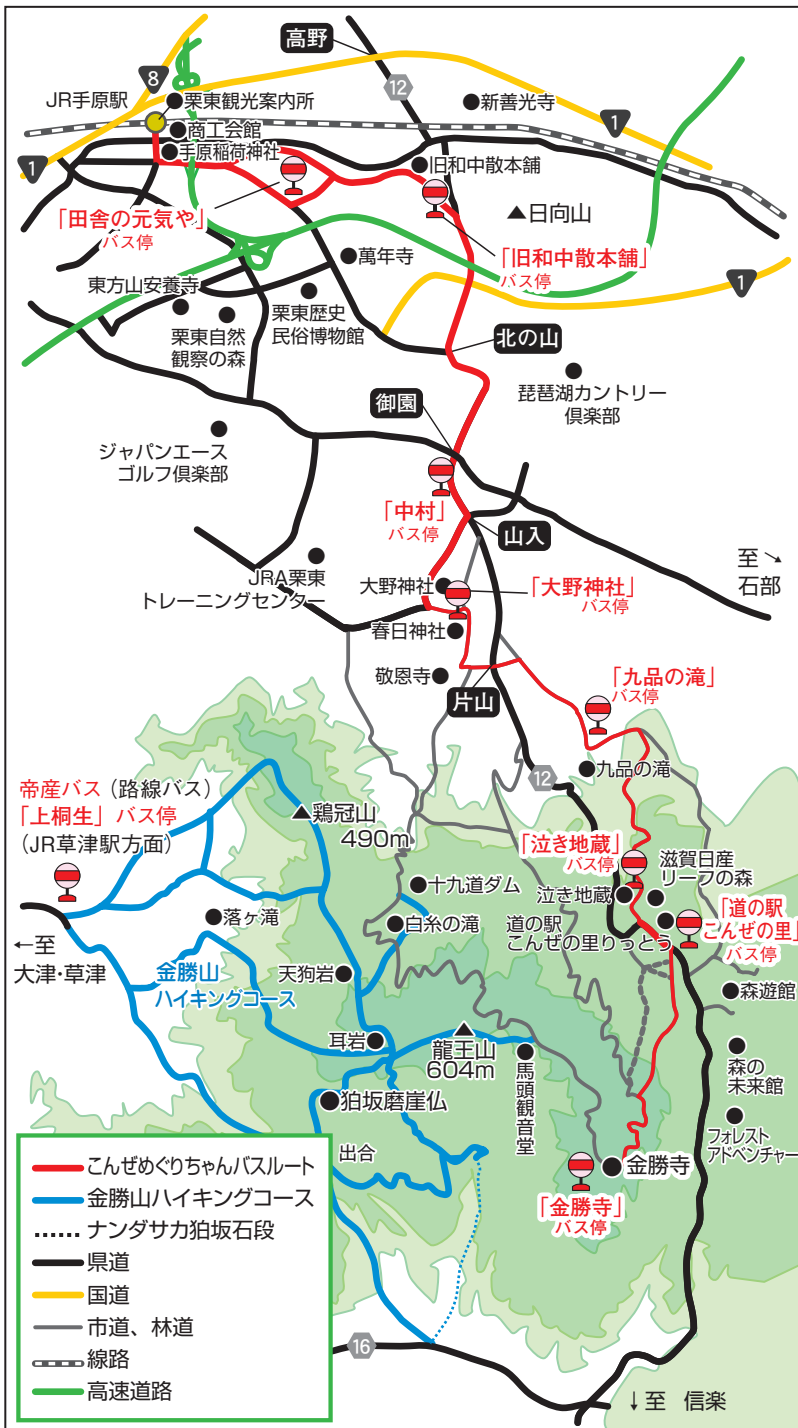 高野
8
12
JR手原駅
栗東観光案内所
新善光寺
商工会館
1
手原稲荷神社
1
旧和中散本舗
「田舎の元気や」
バス停
日向山
「旧和中散本舗」
バス停
萬年寺
1
東方山安養寺
栗東自然
観察の森
栗東歴史
民俗博物館
北の山
琵琶湖カントリー
倶楽部
御園
ジャパンエース
ゴルフ倶楽部
「中村」
バス停
山入
JRA栗東
トレーニングセンター
至
石部
大野神社
「大野神社」
バス停
春日神社
敬恩寺
片山
「九品の滝」
バス停
12
九品の滝
帝産バス（路線バス）
「上桐生」バス停
（JR草津駅方面）
鶏冠山
490m
「泣き地蔵」
バス停
滋賀日産
リーフの森
十九道ダム
泣き地蔵
落ヶ滝
白糸の滝
道の駅
こんぜの里りっとう
「道の駅
こんぜの里」
バス停
←至
大津・草津
金勝山
ハイキングコース
天狗岩
森遊館
耳岩
龍王山
604m
馬頭観音堂
森の
未来館
狛坂磨崖仏
フォレスト
アドベンチャー
出合
金勝寺
「金勝寺」
バス停
こんぜめぐりちゃんバスルート
金勝山ハイキングコース
ナンダサカ狛坂石段
県道
国道
市道、林道
線路
高速道路
16
↓至 信楽